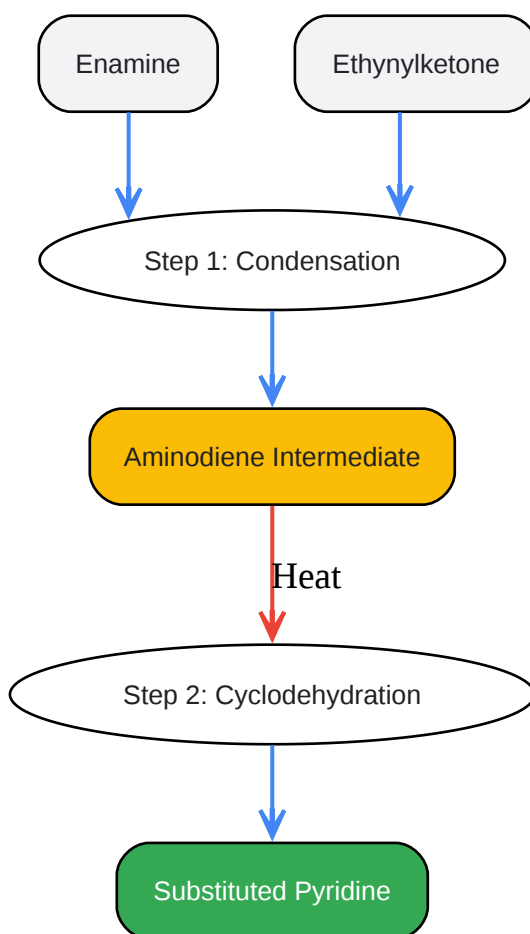 Enamine
Ethynylketone
Step 1: Condensation
Aminodiene Intermediate
Heat
Step 2: Cyclodehydration
Substituted Pyridine